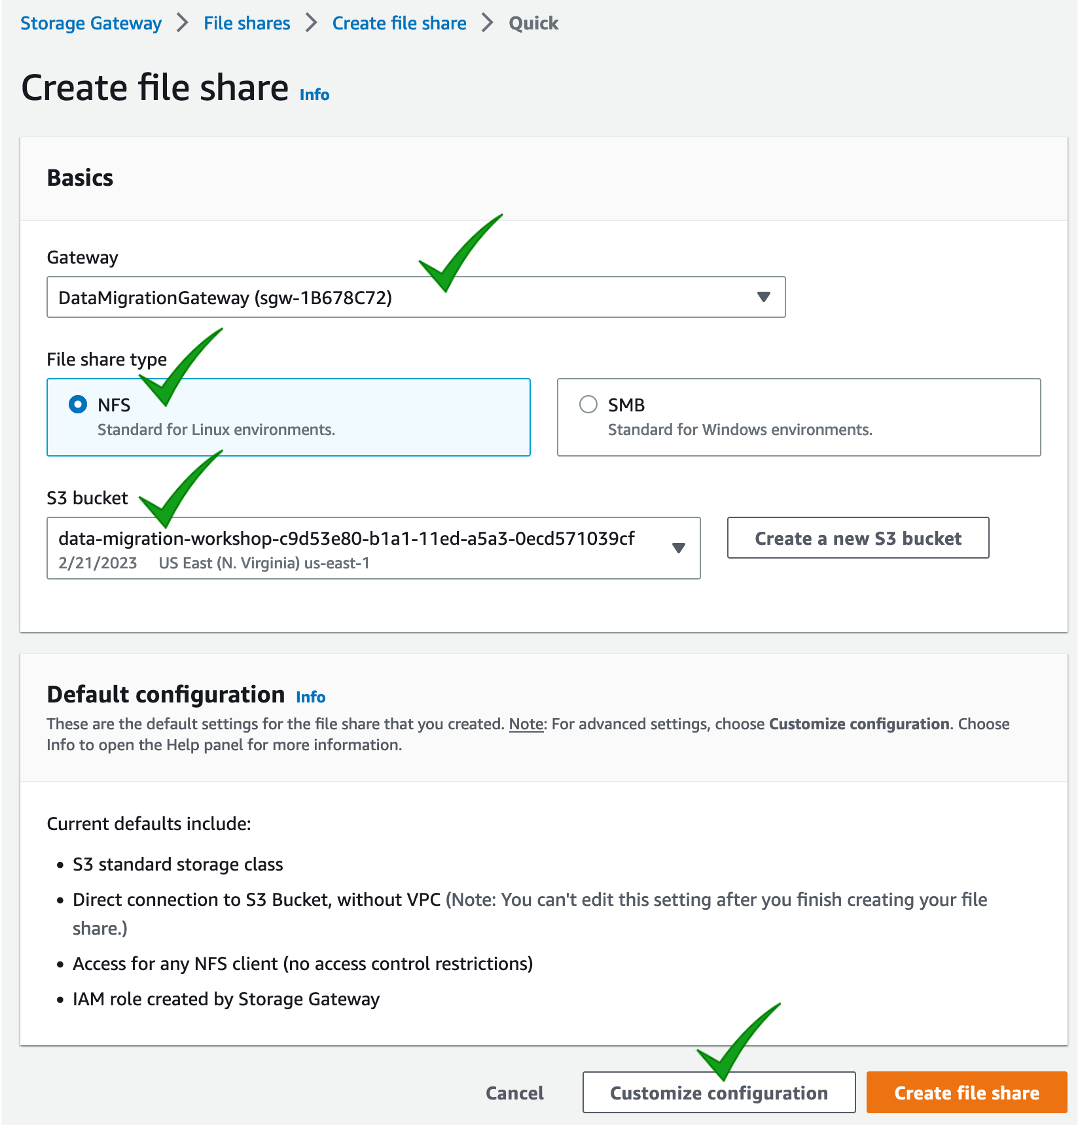 Storage Gateway > File shares > Create file share > Quick
Create file share Info
Basics
Gateway
DataMigrationGateway (sgw-1B678C72)
File share type
NFS
Standard for Linux environments.
SMB
Standard for Windows environments.
S3 bucket
data-migration-workshop-c9d53e80-b1a1-11ed-a5a3-0ecd571039cf
2/21/2023 US East (N. Virginia) us-east-1
Create a new S3 bucket
Default configuration Info
These are the default settings for the file share that you created. Note: For advanced settings, choose Customize configuration. Choose
Info to open the Help panel for more information.
Current defaults include:
• S3 standard storage class
• Direct connection to S3 Bucket, without VPC (Note: You can't edit this setting after you finish creating your file
share.)
• Access for any NFS client (no access control restrictions)
• IAM role created by Storage Gateway
Cancel
Customize configuration
Create file share